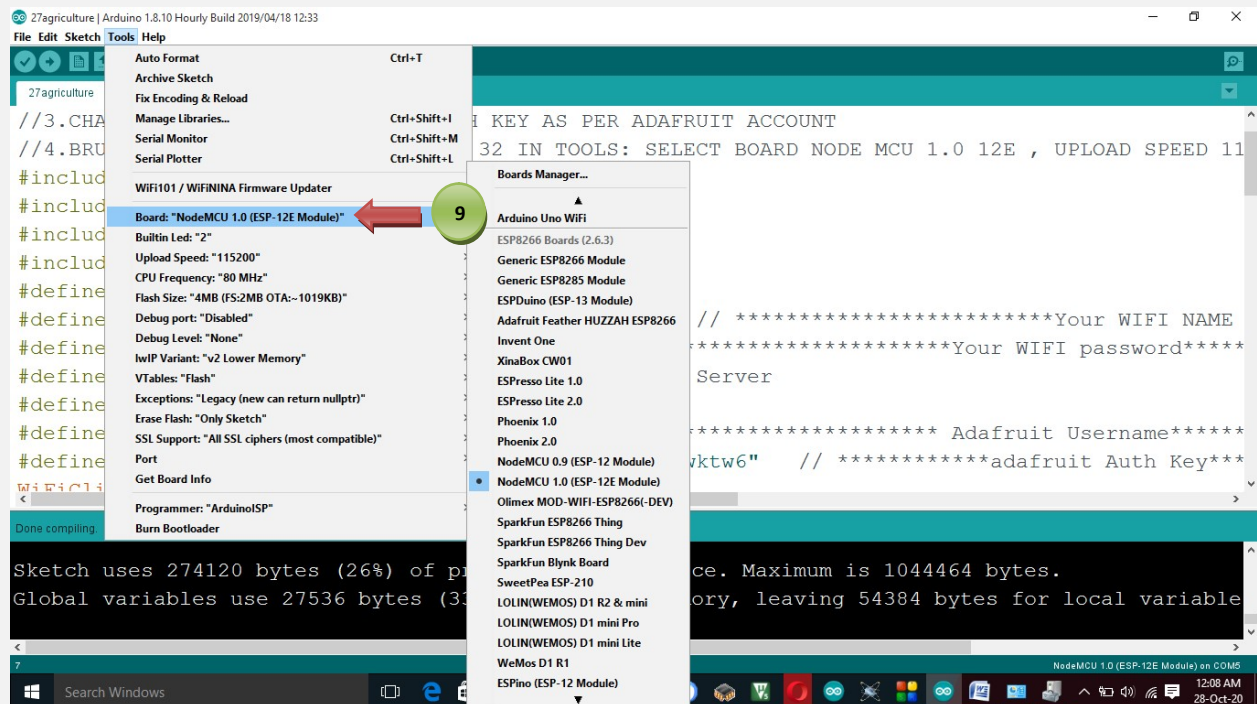 27agriculture | Arduino 1.8.10 Hourly Build 2019/04/18 12:33
File Edit Sketch Tools Help
27agriculture
Auto Format Ctrl+T
Archive Sketch
Fix Encoding & Reload
Manage Libraries... Ctrl+Shift+I
Serial Monitor Ctrl+Shift+M
Serial Plotter Ctrl+Shift+L
WiFi101 / WiFiNINA Firmware Updater
Board: "NodeMCU 1.0 (ESP-12E Module)"
9
Builtin Led: "2"
Upload Speed: "115200"
CPU Frequency: "80 MHz"
Flash Size: "4MB (FS:2MB OTA:~1019KB)"
Debug port: "Disabled"
Debug Level: "None"
lwIP Variant: "v2 Lower Memory"
VTables: "Flash"
Exceptions: "Legacy (new can return nullptr)"
Erase Flash: "Only Sketch"
SSL Support: "All SSL ciphers (most compatible)"
Port
Get Board Info
Programmer: "ArduinoISP"
Burn Bootloader
Boards Manager...
Arduino Uno WiFi
ESP8266 Boards (2.6.3)
Generic ESP8266 Module
Generic ESP8285 Module
ESPDuino (ESP-13 Module)
Adafruit Feather HUZZAH ESP8266
Invent One
XinaBox CW01
ESPresso Lite 1.0
ESPresso Lite 2.0
Phoenix 1.0
Phoenix 2.0
NodeMCU 0.9 (ESP-12 Module)
NodeMCU 1.0 (ESP-12E Module)
Olimex MOD-WIFI-ESP8266(-DEV)
SparkFun ESP8266 Thing
SparkFun ESP8266 Thing Dev
SparkFun Blynk Board
SweetPea ESP-210
LOLIN(WEMOS) D1 R2 & mini
LOLIN(WEMOS) D1 mini Pro
LOLIN(WEMOS) D1 mini Lite
WeMos D1 R1
ESPino (ESP-12 Module)
//3.CHA KEY AS PER ADAFRUIT ACCOUNT
//4.BRU 32 IN TOOLS: SELECT BOARD NODE MCU 1.0 12E , UPLOAD SPEED 11
#includ
#includ
#includ
#includ
#define
#define // *************************Your WIFI NAME
#define *********************Your WIFI password*****
#define Server
#define
#define ******************** Adafruit Username******
#define wktw6" // ************adafruit Auth Key***
WiFiCli
Done compiling.
Sketch uses 274120 bytes (26%) of p ce. Maximum is 1044464 bytes.
Global variables use 27536 bytes (33 ory, leaving 54384 bytes for local variable
7
NodeMCU 1.0 (ESP-12E Module) on COM5
Search Windows
12:08 AM
28-Oct-20